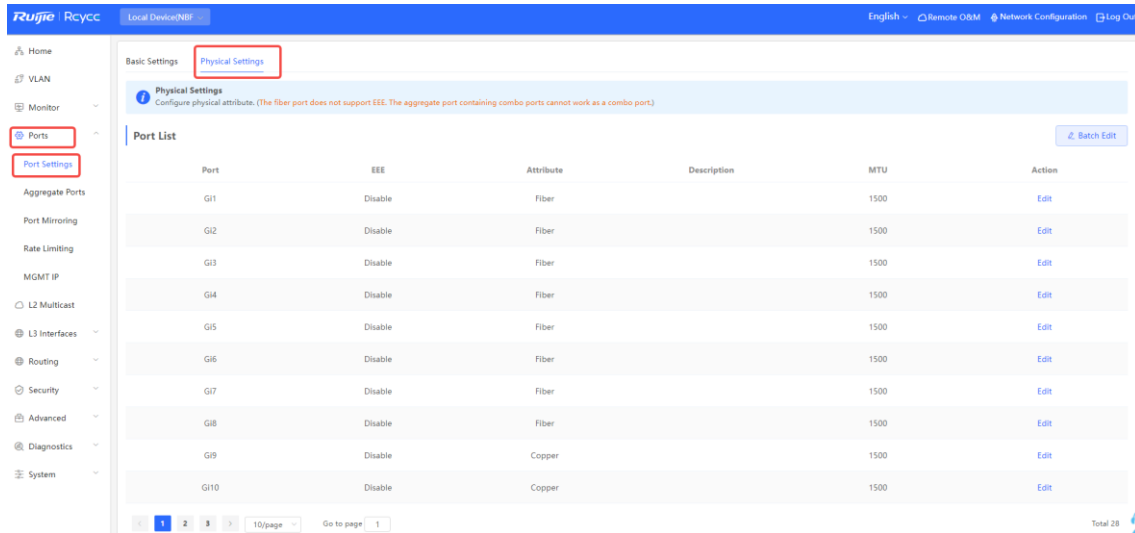 Ruijie Rcycc Local Device(NBF English Remote O&M Network Configuration Log Out
Home
VLAN
Monitor
Ports
Port Settings
Aggregate Ports
Port Mirroring
Rate Limiting
MGMT IP
L2 Multicast
L3 Interfaces
Routing
Security
Advanced
Diagnostics
System
Basic Settings Physical Settings
Physical Settings
Configure physical attribute. (The fiber port does not support EEE. The aggregate port containing combo ports cannot work as a combo port.)
Port List Batch Edit
Port EEE Attribute Description MTU Action
Gi1 Disable Fiber 1500 Edit
Gi2 Disable Fiber 1500 Edit
Gi3 Disable Fiber 1500 Edit
Gi4 Disable Fiber 1500 Edit
Gi5 Disable Fiber 1500 Edit
Gi6 Disable Fiber 1500 Edit
Gi7 Disable Fiber 1500 Edit
Gi8 Disable Fiber 1500 Edit
Gi9 Disable Copper 1500 Edit
Gi10 Disable Copper 1500 Edit
< 1 2 3 > 10/page Go to page 1 Total 28